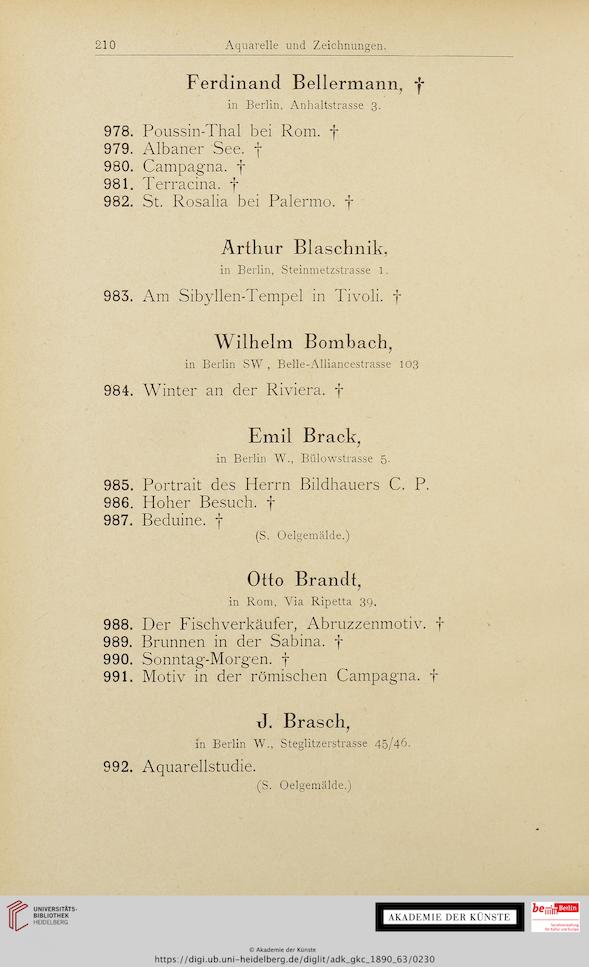 210 Aquarelle und Zeichnungen.
Ferdinand Bellermann, †
in Berlin, Anhaltstrasse 3.
978. Poussin-Thal bei Rom. †
979. Albaner See. †
980. Campagna. †
981. Terracina. †
982. St. Rosalia bei Palermo. †
Arthur Blaschnik,
in Berlin, Steinmetzstrasse 1.
983. Am Sibyllen-Tempel in Tivoli. †
Wilhelm Bombach,
in Berlin SW, Belle-Alliancestrasse 103
984. Winter an der Riviera. †
Emil Brack,
in Berlin W., Bülowstrasse 5.
985. Portrait des Herrn Bildhauers C. P.
986. Hoher Besuch. †
987. Beduine. †
(S. Oelgemälde.)
Otto Brandt,
in Rom, Via Ripetta 39.
988. Der Fischverkäufer, Abruzzenmotiv. †
989. Brunnen in der Sabina. †
990. Sonntag-Morgen. †
991. Motiv in der römischen Campagna. †
J. Brasch,
in Berlin W., Steglitzerstrasse 45/46.
992. Aquarellstudie.
(S. Oelgemälde.)
UNIVERSITÄTS-
BIBLIOTHEK
HEIDELBERG
AKADEMIE DER KÜNSTE
be Berlin
Senatsverwaltung
für Kultur und Europa
© Akademie der Künste
https://digi.ub.uni-heidelberg.de/diglit/adk_gkc_1890_63/0230